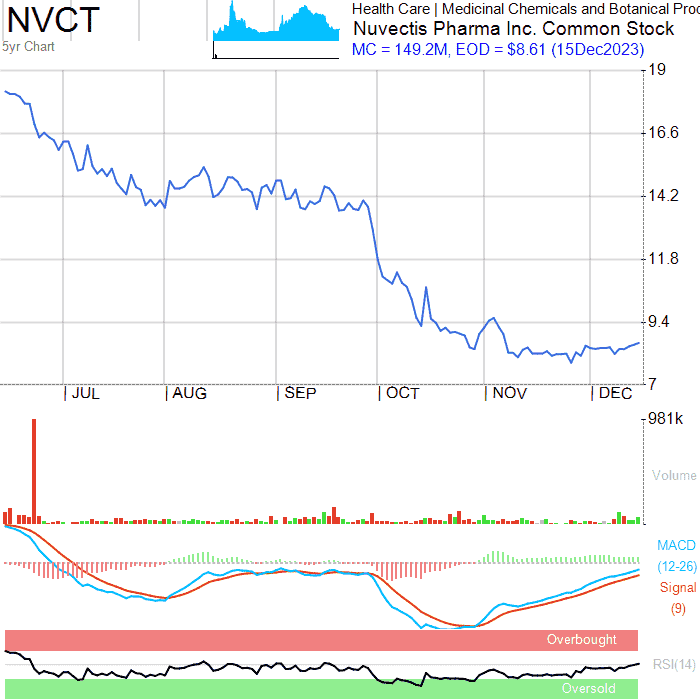 NVCT
Health Care | Medicinal Chemicals and Botanical Proc
Nuvectis Pharma Inc. Common Stock
5yr Chart
MC = 149.2M, EOD = $8.61 (15Dec2023)
19
16.6
14.2
11.8
9.4
7
JUL
AUG
SEP
OCT
NOV
DEC
981k
Volume
MACD
(12-26)
Signal
(9)
Overbought
RSI(14)
Oversold